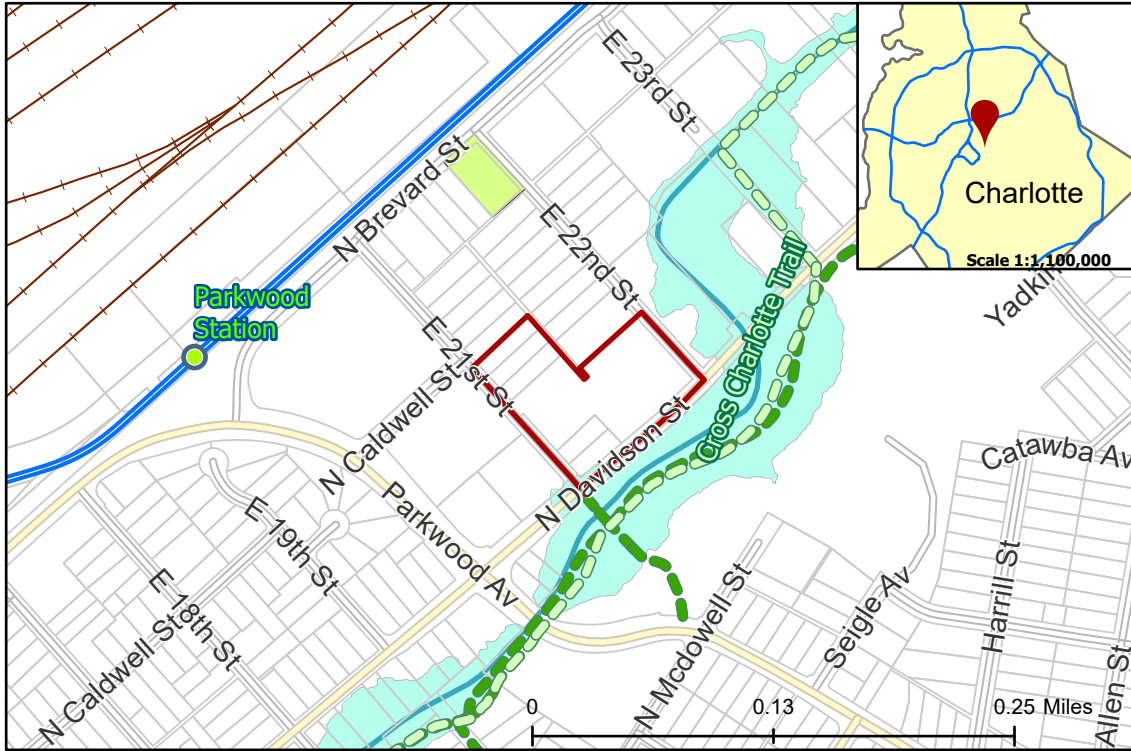 E 23rd St
N Brevard St
E 22nd St
Charlotte
Scale 1:1,100,000
Yadkin
Parkwood
Station
E 21st St
Cross Charlotte Trail
N Caldwell St
N Davidson St
Catawba Av
Parkwood Av
E 19th St
E 18th St
N Caldwell St
N Mcdowell St
Seigle Av
Harrill St
Allen St
0
0.13
0.25 Miles